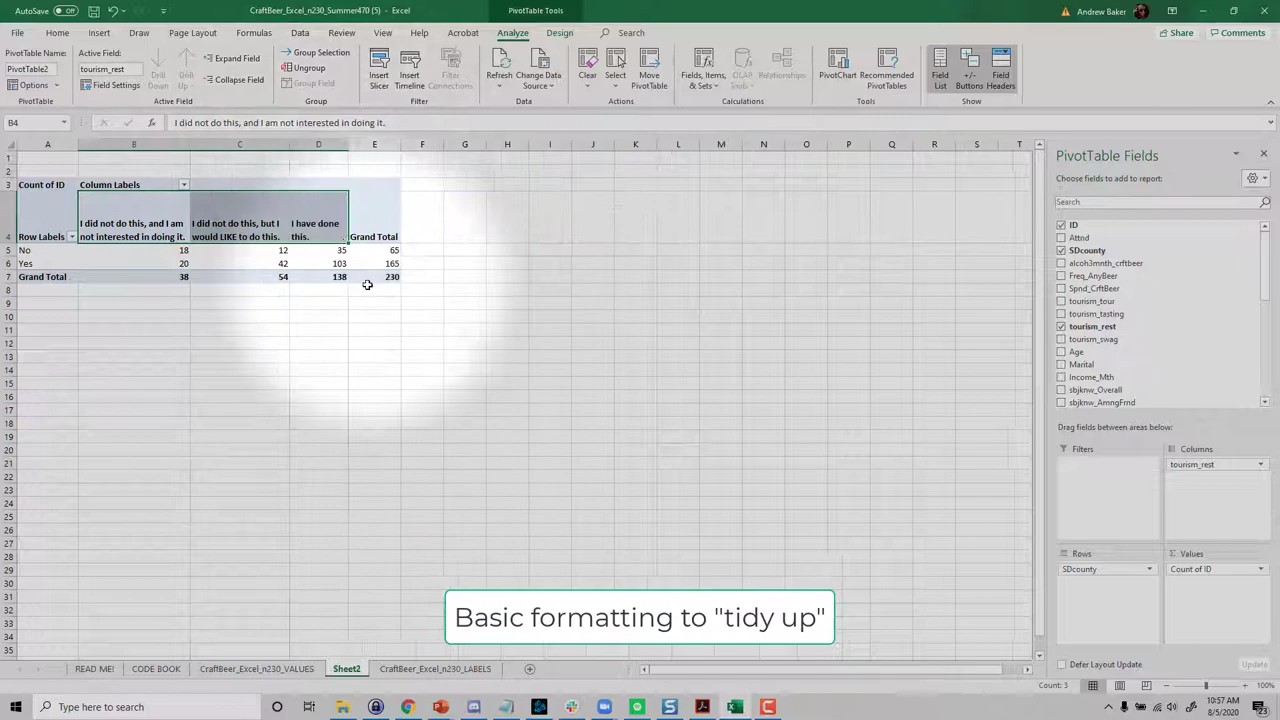 AutoSave Off
CraftBeer_Excel_n230_Summer470 (5) - Excel
PivotTable Tools
Andrew Baker
File Home Insert Draw Page Layout Formulas Data Review View Help Acrobat Analyze Design Search Share Comments
PivotTable Name:
PivotTable2
Options
PivotTable
Active Field:
tourism_rest
Field Settings
Drill Down
Drill Up
Expand Field
Collapse Field
Active Field
Group Selection
Ungroup
Group Field
Group
Insert Slicer
Insert Timeline
Filter Connections
Filter
Refresh
Change Data Source
Data
Clear
Select
Move PivotTable
Actions
Fields, Items, & Sets
OLAP Tools
Relationships
Calculations
PivotChart
Recommended PivotTables
Tools
Field List
+/- Buttons
Field Headers
Show
B4
fx
I did not do this, and I am not interested in doing it.
A B C D E F G H I J K L M N O P Q R S T
1
2
3 Count of ID Column Labels
I did not do this, and I am I did not do this, but I I have done
4 Row Labels not interested in doing it. would LIKE to do this. this. Grand Total
5 No 18 12 35 65
6 Yes 20 42 103 165
7 Grand Total 38 54 138 230
8
9
10
11
12
13
14
15
16
17
18
19
20
21
22
23
24
25
26
27
28
29
30
31
32
33
34
35
PivotTable Fields
Choose fields to add to report:
Search
ID
Attnd
SDcounty
alcoh3mnth_crftbeer
Freq_AnyBeer
Spnd_CrftBeer
tourism_tour
tourism_tasting
tourism_rest
tourism_swag
Age
Marital
Income_Mth
sbjknw_Overall
sbjknw_AmngFrnd
Drag fields between areas below:
Filters
Columns
tourism_rest
Rows
SDcounty
Values
Count of ID
Defer Layout Update
Update
Basic formatting to "tidy up"
READ ME! CODE BOOK CraftBeer_Excel_n230_VALUES Sheet2 CraftBeer_Excel_n230_LABELS
Count: 3
100%
Type here to search
10:57 AM
8/5/2020
23